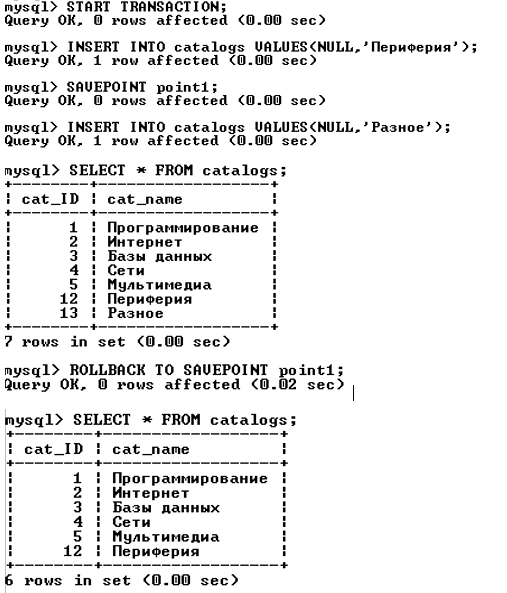 mysql> START TRANSACTION;
Query OK, 0 rows affected (0.00 sec)
mysql> INSERT INTO catalogs VALUES(NULL,'Периферия');
Query OK, 1 row affected (0.00 sec)
mysql> SAVEPOINT point1;
Query OK, 0 rows affected (0.00 sec)
mysql> INSERT INTO catalogs VALUES(NULL,'Разное');
Query OK, 1 row affected (0.00 sec)
mysql> SELECT * FROM catalogs;
+--------+-----------------+
| cat_ID | cat_name |
+--------+-----------------+
| 1 | Программирование |
| 2 | Интернет |
| 3 | Базы данных |
| 4 | Сети |
| 5 | Мультимедиа |
| 12 | Периферия |
| 13 | Разное |
+--------+-----------------+
7 rows in set (0.00 sec)
mysql> ROLLBACK TO SAVEPOINT point1;
Query OK, 0 rows affected (0.02 sec)
mysql> SELECT * FROM catalogs;
+--------+-----------------+
| cat_ID | cat_name |
+--------+-----------------+
| 1 | Программирование |
| 2 | Интернет |
| 3 | Базы данных |
| 4 | Сети |
| 5 | Мультимедиа |
| 12 | Периферия |
+--------+-----------------+
6 rows in set (0.00 sec)